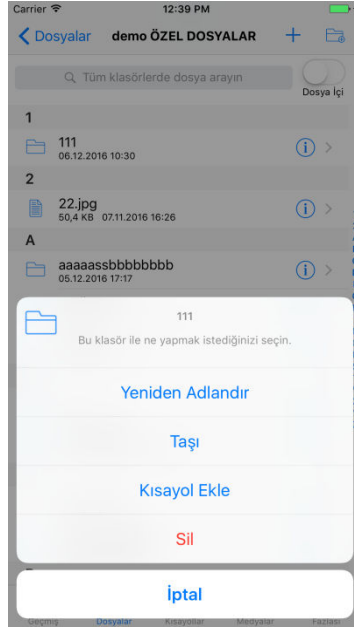 Carrier 12:39 PM
Dosyalar demo ÖZEL DOSYALAR
Tüm klasörlerde dosya arayın
Dosya İçi
1
111
06.12.2016 10:30
2
22.jpg
50,4 KB 07.11.2016 16:26
A
aaaaassbbbbbbbb
05.12.2016 17:17
111
Bu klasör ile ne yapmak istediğinizi seçin.
Yeniden Adlandır
Taşı
Kısayol Ekle
Sil
İptal
Geçmiş Dosyalar Kısayollar Medyalar Fazlası